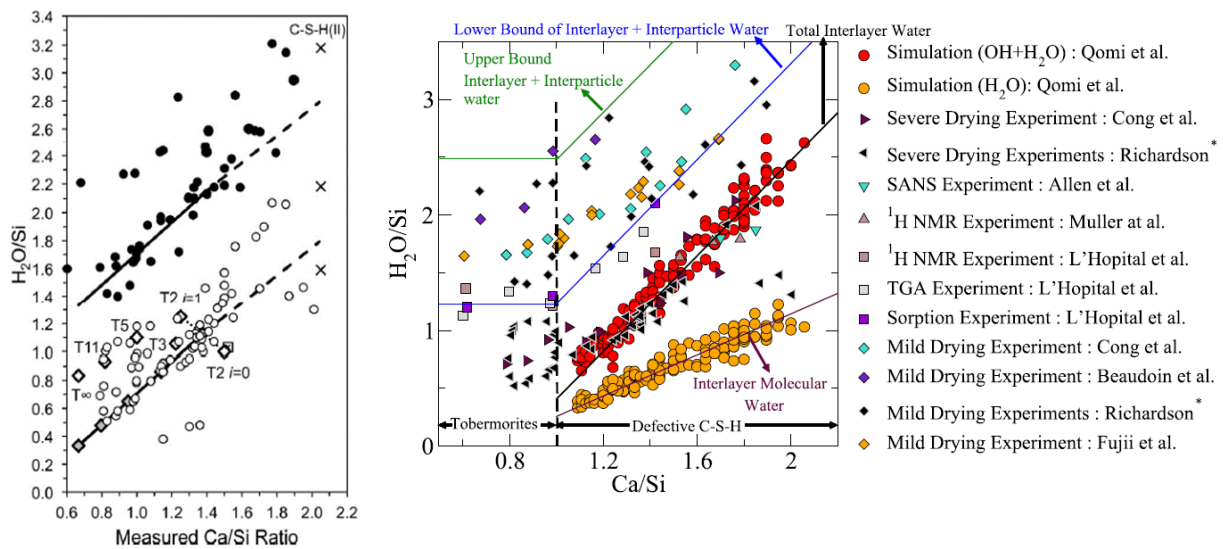 C-S-H(II)
3.4
3.2
3.0
2.8
2.6
2.4
2.2
2.0
1.8
1.6
1.4
1.2
1.0
0.8
0.6
0.4
0.2
0.0
H₂O/Si
T2 i=1
T5
T11
T3
T∞
T2 i=0
0.6 0.8 1.0 1.2 1.4 1.6 1.8 2.0 2.2
Measured Ca/Si Ratio
Lower Bound of Interlayer + Interparticle Water
Total Interlayer Water
Upper Bound
Interlayer + Interparticle
water
3
2
1
0
H₂O/Si
Interlayer Molecular
Water
Tobermorites
Defective C-S-H
0.8 1.2 1.6 2
Ca/Si
Simulation (OH+H₂O) : Qomi et al.
Simulation (H₂O): Qomi et al.
Severe Drying Experiment : Cong et al.
Severe Drying Experiments : Richardson*
SANS Experiment : Allen et al.
¹H NMR Experiment : Muller at al.
¹H NMR Experiment : L'Hopital et al.
TGA Experiment : L'Hopital et al.
Sorption Experiment : L'Hopital et al.
Mild Drying Experiment : Cong et al.
Mild Drying Experiment : Beaudoin et al.
Mild Drying Experiments : Richardson*
Mild Drying Experiment : Fujii et al.